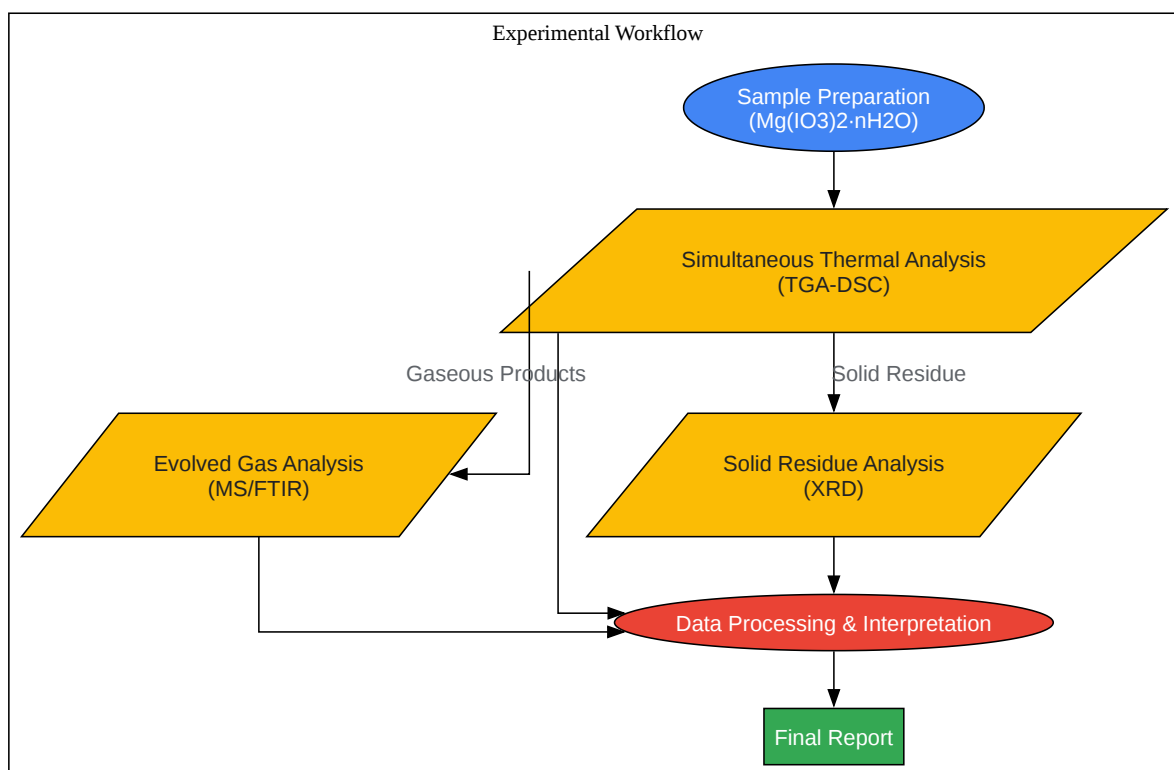 Experimental Workflow
Sample Preparation
(Mg(IO3)2·nH2O)
Simultaneous Thermal Analysis
(TGA-DSC)
Gaseous Products
Solid Residue
Evolved Gas Analysis
(MS/FTIR)
Solid Residue Analysis
(XRD)
Data Processing & Interpretation
Final Report